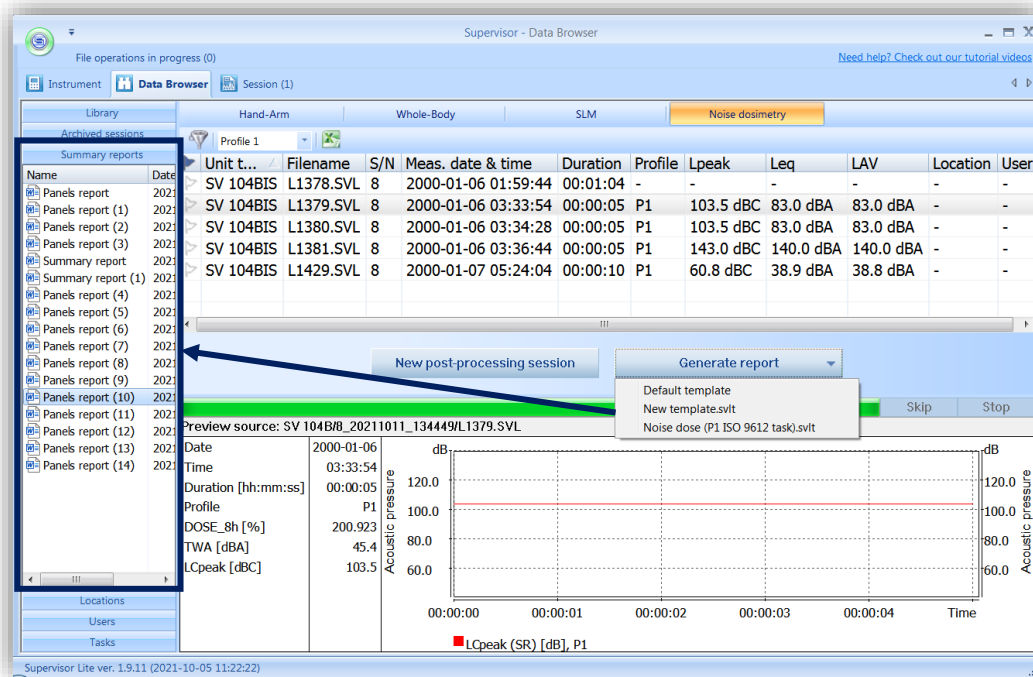 Supervisor - Data Browser
File operations in progress (0)
Need help? Check out our tutorial videos
Instrument
Data Browser
Session (1)
Library
Archived sessions
Summary reports
Name Date
Panels report 2021
Panels report (1) 2021
Panels report (2) 2021
Panels report (3) 2021
Summary report 2021
Summary report (1) 2021
Panels report (4) 2021
Panels report (5) 2021
Panels report (6) 2021
Panels report (7) 2021
Panels report (8) 2021
Panels report (9) 2021
Panels report (10) 2021
Panels report (11) 2021
Panels report (12) 2021
Panels report (13) 2021
Panels report (14) 2021
Locations
Users
Tasks
Hand-Arm Whole-Body SLM Noise dosimetry
Profile 1
Unit t... Filename S/N Meas. date & time Duration Profile Lpeak Leq LAV Location User
SV 104BIS L1378.SVL 8 2000-01-06 01:59:44 00:01:04 - - - - - -
SV 104BIS L1379.SVL 8 2000-01-06 03:33:54 00:00:05 P1 103.5 dBC 83.0 dBA 83.0 dBA - -
SV 104BIS L1380.SVL 8 2000-01-06 03:34:28 00:00:05 P1 103.5 dBC 83.0 dBA 83.0 dBA - -
SV 104BIS L1381.SVL 8 2000-01-06 03:36:44 00:00:05 P1 143.0 dBC 140.0 dBA 140.0 dBA - -
SV 104BIS L1429.SVL 8 2000-01-07 05:24:04 00:00:10 P1 60.8 dBC 38.9 dBA 38.8 dBA - -
New post-processing session
Generate report
Default template
New template.svlt
Noise dose (P1 ISO 9612 task).svlt
Skip Stop
Preview source: SV 104B/8_20211011_134449/L1379.SVL
Date 2000-01-06
Time 03:33:54
Duration [hh:mm:ss] 00:00:05
Profile P1
DOSE_8h [%] 200.923
TWA [dBA] 45.4
LCpeak [dBC] 103.5
dB dB
120.0 120.0
100.0 100.0
80.0 80.0
60.0 60.0
Acoustic pressure
Acoustic pressure
00:00:00 00:00:01 00:00:02 00:00:03 00:00:04 Time
LCpeak (SR) [dB], P1
Supervisor Lite ver. 1.9.11 (2021-10-05 11:22:22)